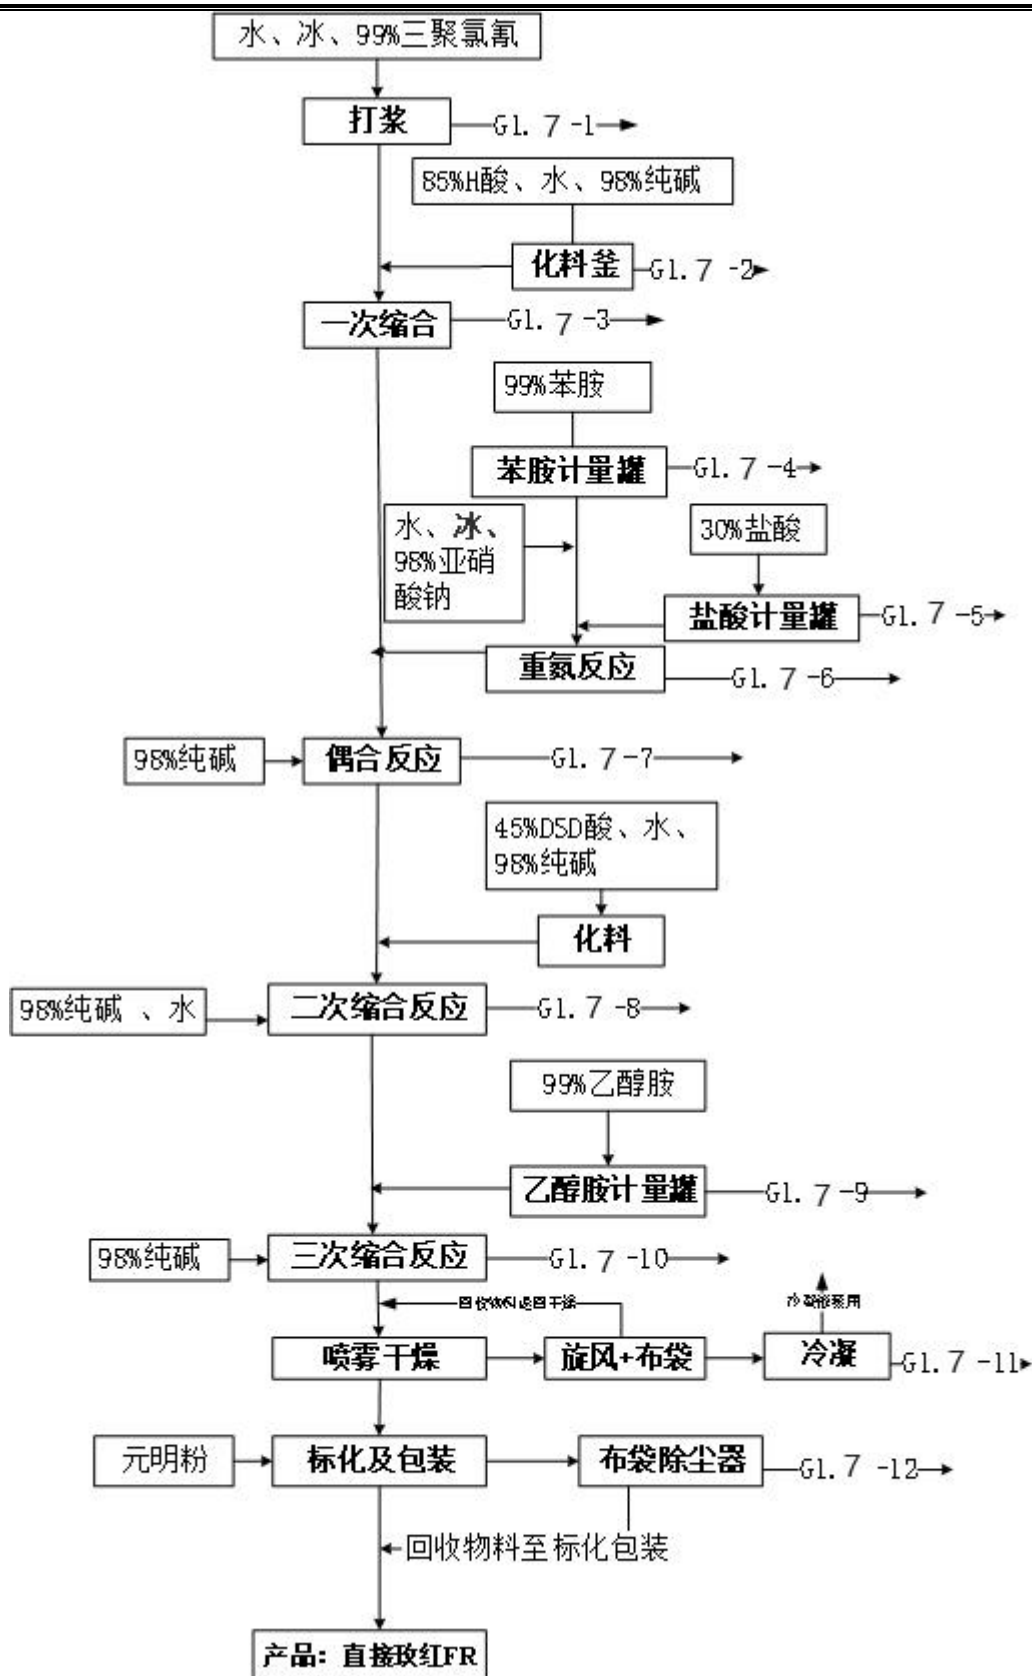 水、冰、99%三聚氯氰
打浆
G1.7-1
85%H酸、水、98%纯碱
化料釜
G1.7-2
一次缩合
G1.7-3
99%苯胺
苯胺计量罐
G1.7-4
水、冰、
98%亚硝
酸钠
30%盐酸
盐酸计量罐
G1.7-5
重氮反应
G1.7-6
98%纯碱
偶合反应
G1.7-7
45%DSD酸、水、
98%纯碱
化料
98%纯碱 、水
二次缩合反应
G1.7-8
99%乙醇胺
乙醇胺计量罐
G1.7-9
98%纯碱
三次缩合反应
G1.7-10
回收物料返回干燥
冷凝液套用
喷雾干燥
旋风+布袋
冷凝
G1.7-11
元明粉
标化及包装
布袋除尘器
G1.7-12
回收物料至标化包装
产品：直接玫红FR